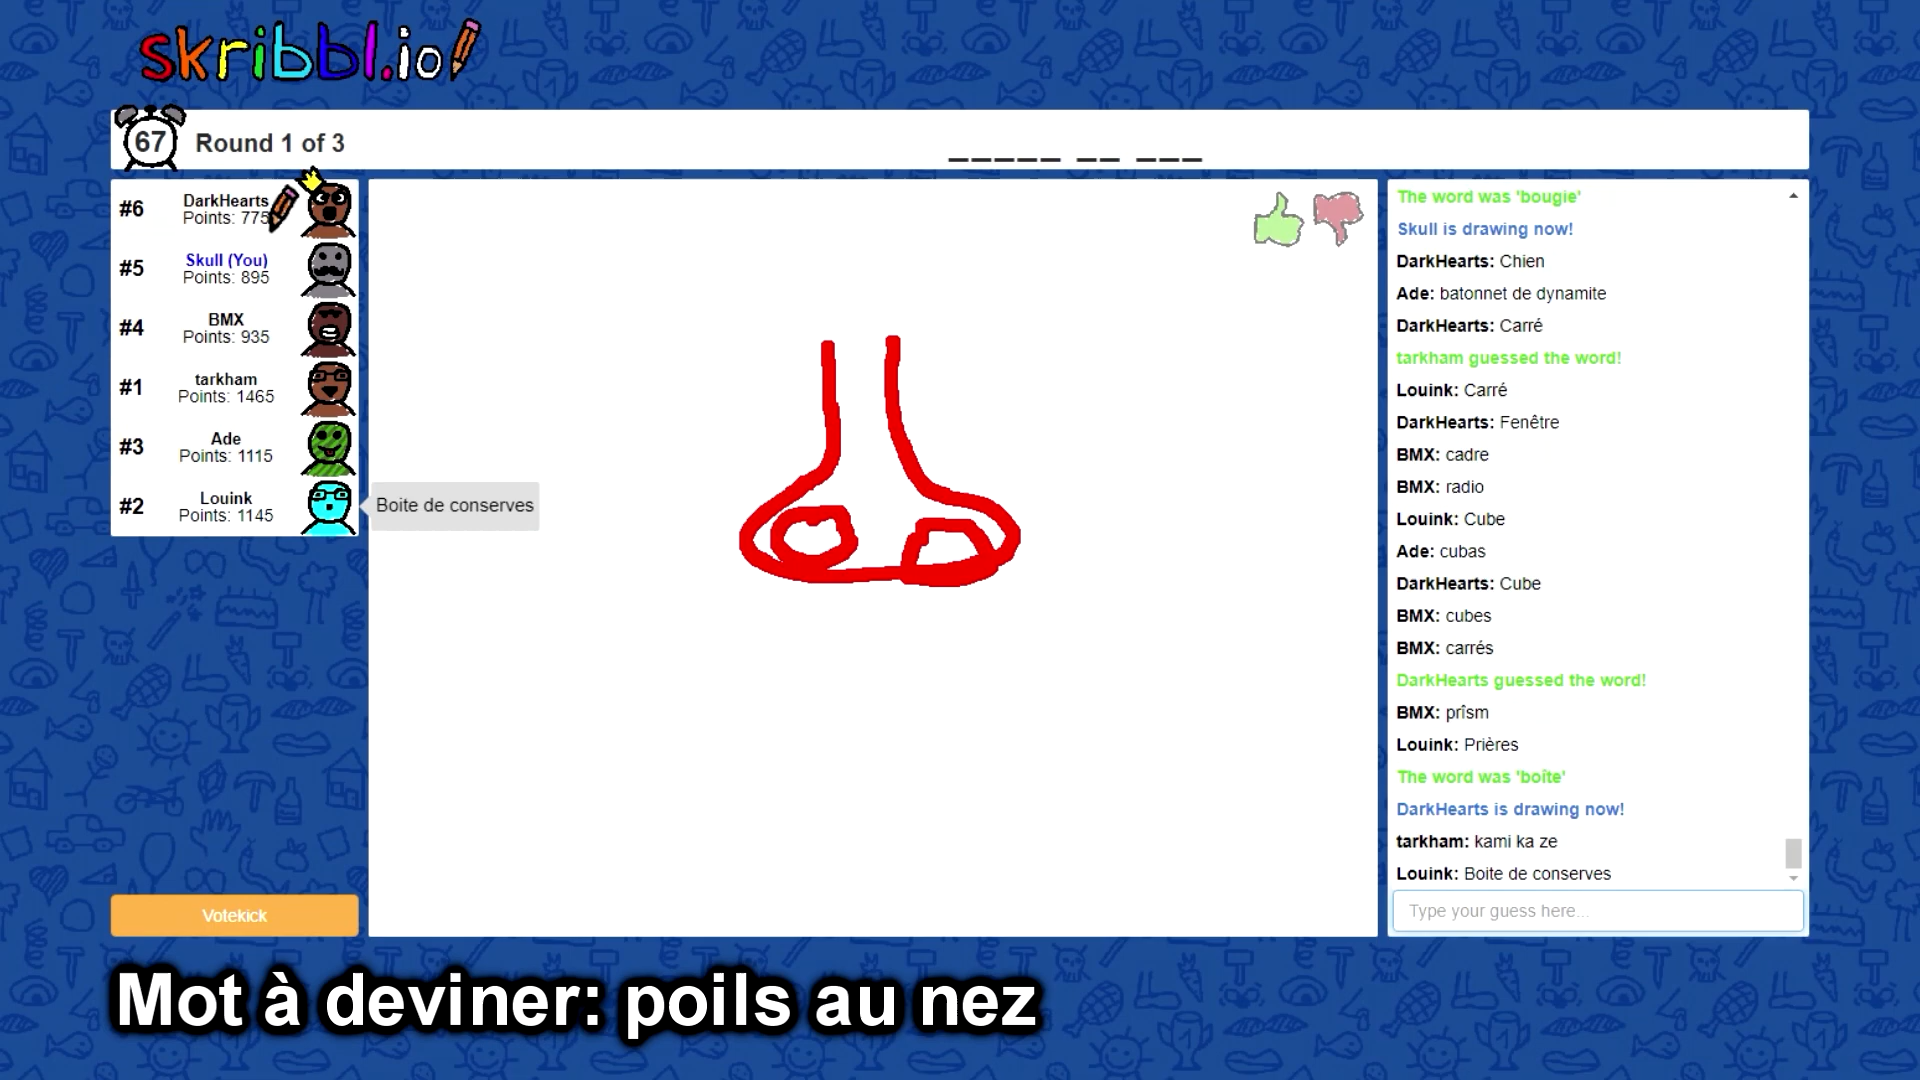 skribbl.io
67
Round 1 of 3
_____ __ ___
#6
DarkHearts
Points: 775
#5
Skull (You)
Points: 895
#4
BMX
Points: 935
#1
tarkham
Points: 1465
#3
Ade
Points: 1115
#2
Louink
Points: 1145
Boite de conserves
Votekick
The word was 'bougie'
Skull is drawing now!
DarkHearts: Chien
Ade: batonnet de dynamite
DarkHearts: Carré
tarkham guessed the word!
Louink: Carré
DarkHearts: Fenêtre
BMX: cadre
BMX: radio
Louink: Cube
Ade: cubas
DarkHearts: Cube
BMX: cubes
BMX: carrés
DarkHearts guessed the word!
BMX: prîsm
Louink: Prières
The word was 'boîte'
DarkHearts is drawing now!
tarkham: kami ka ze
Louink: Boite de conserves
Type your guess here...
Mot à deviner: poils au nez